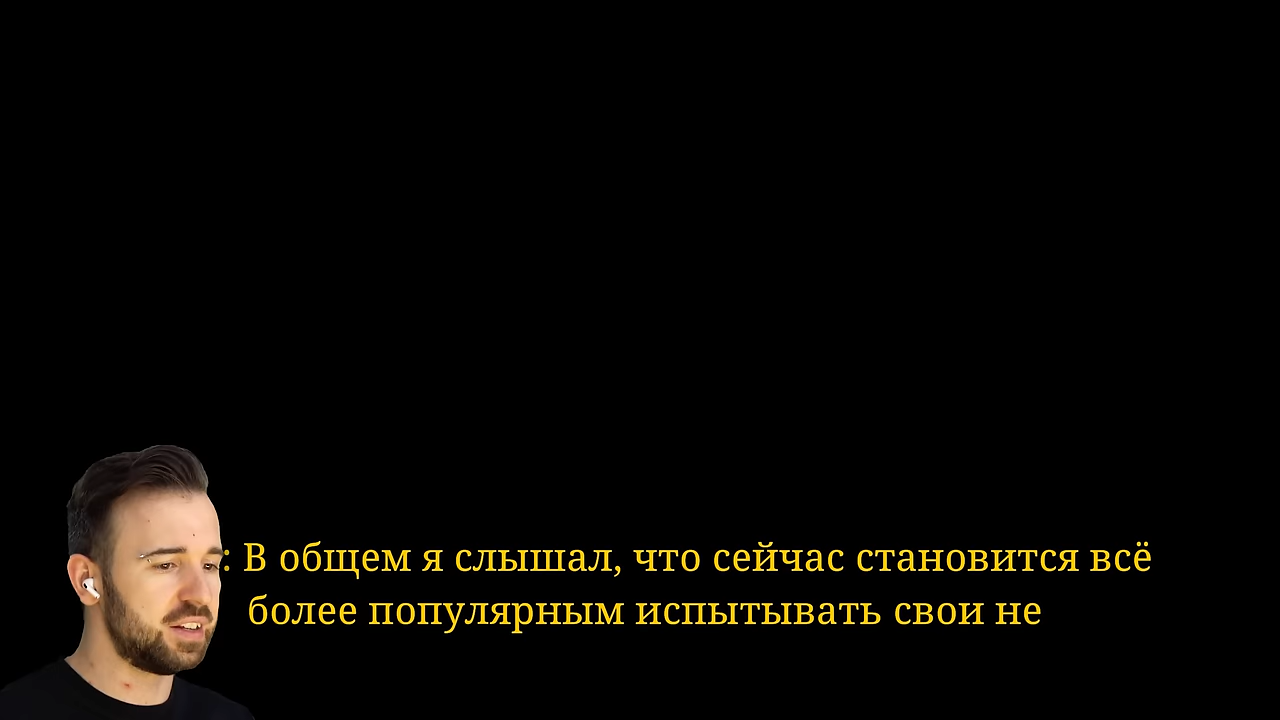 : В общем я слышал, что сейчас становится всё
более популярным испытывать свои не